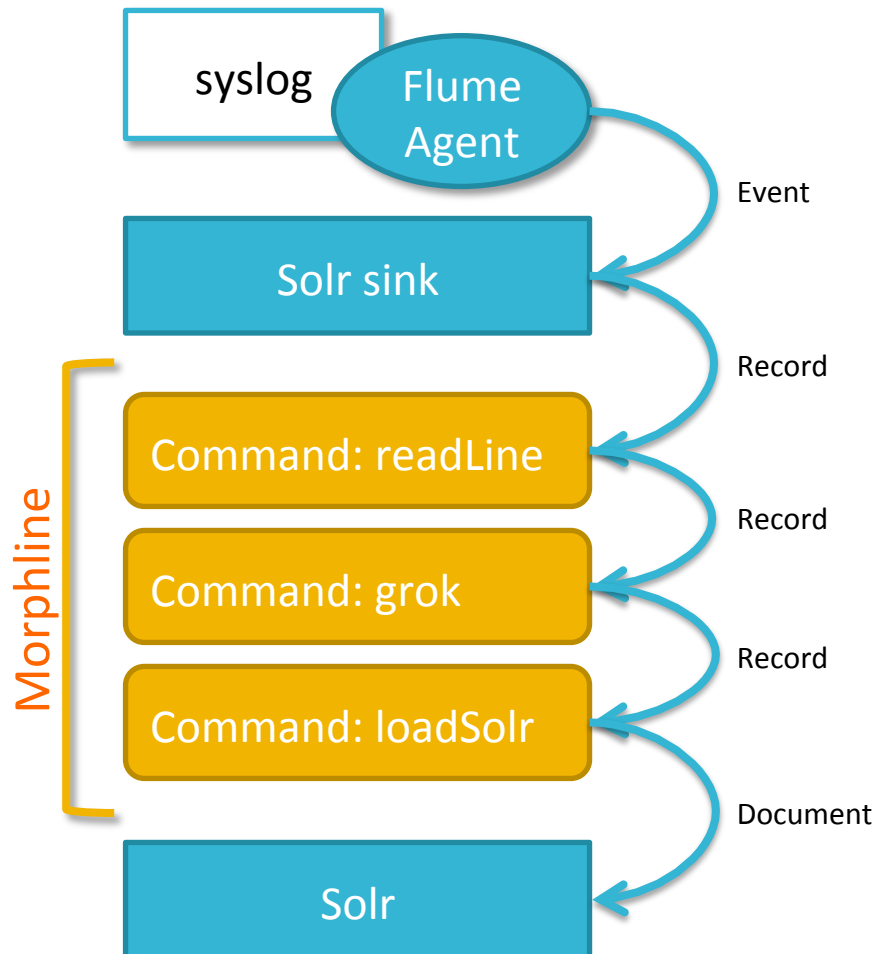 syslog
Flume
Agent
Event
Solr sink
Record
Command: readLine
Record
Command: grok
Record
Command: loadSolr
Morphline
Document
Solr